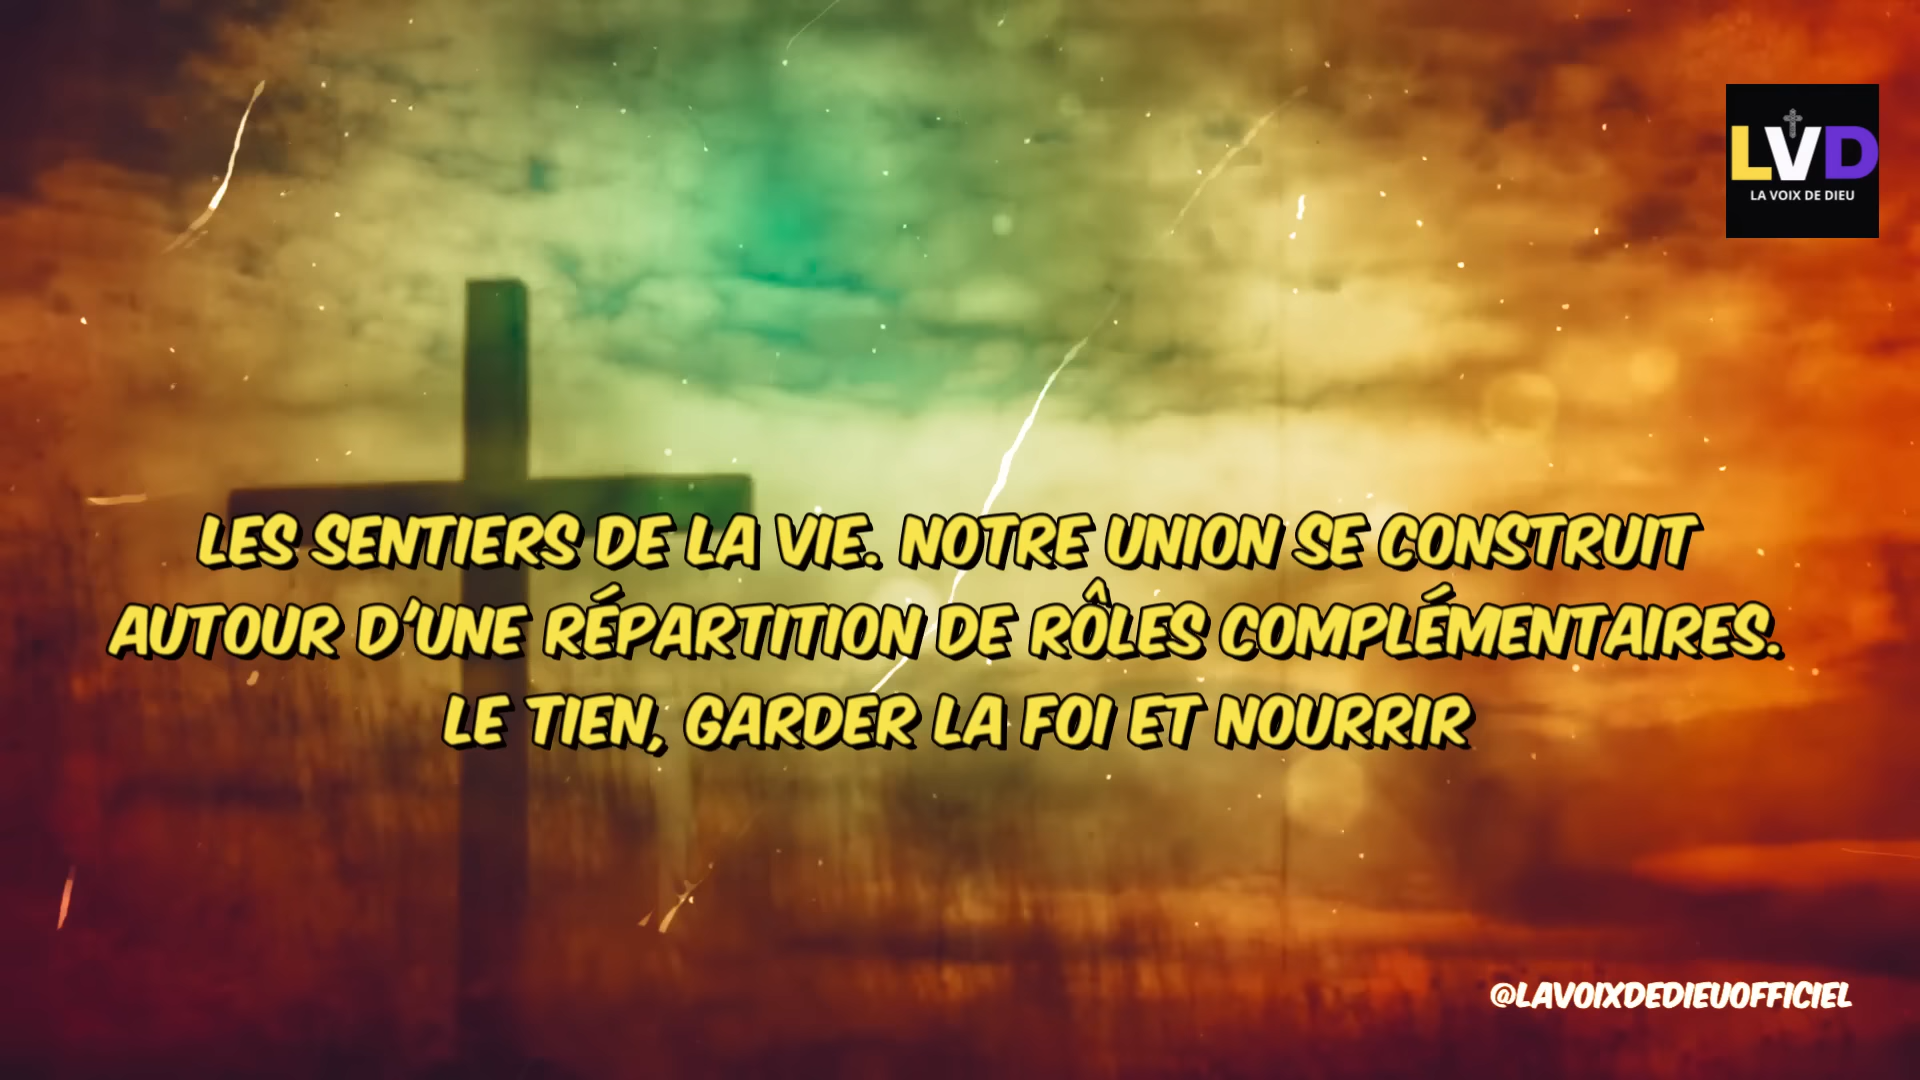 LVD
LA VOIX DE DIEU
LES SENTIERS DE LA VIE. NOTRE UNION SE CONSTRUIT
AUTOUR D'UNE RÉPARTITION DE RÔLES COMPLÉMENTAIRES.
LE TIEN, GARDER LA FOI ET NOURRIR
@LAVOIXDEDIEUOFFICIEL